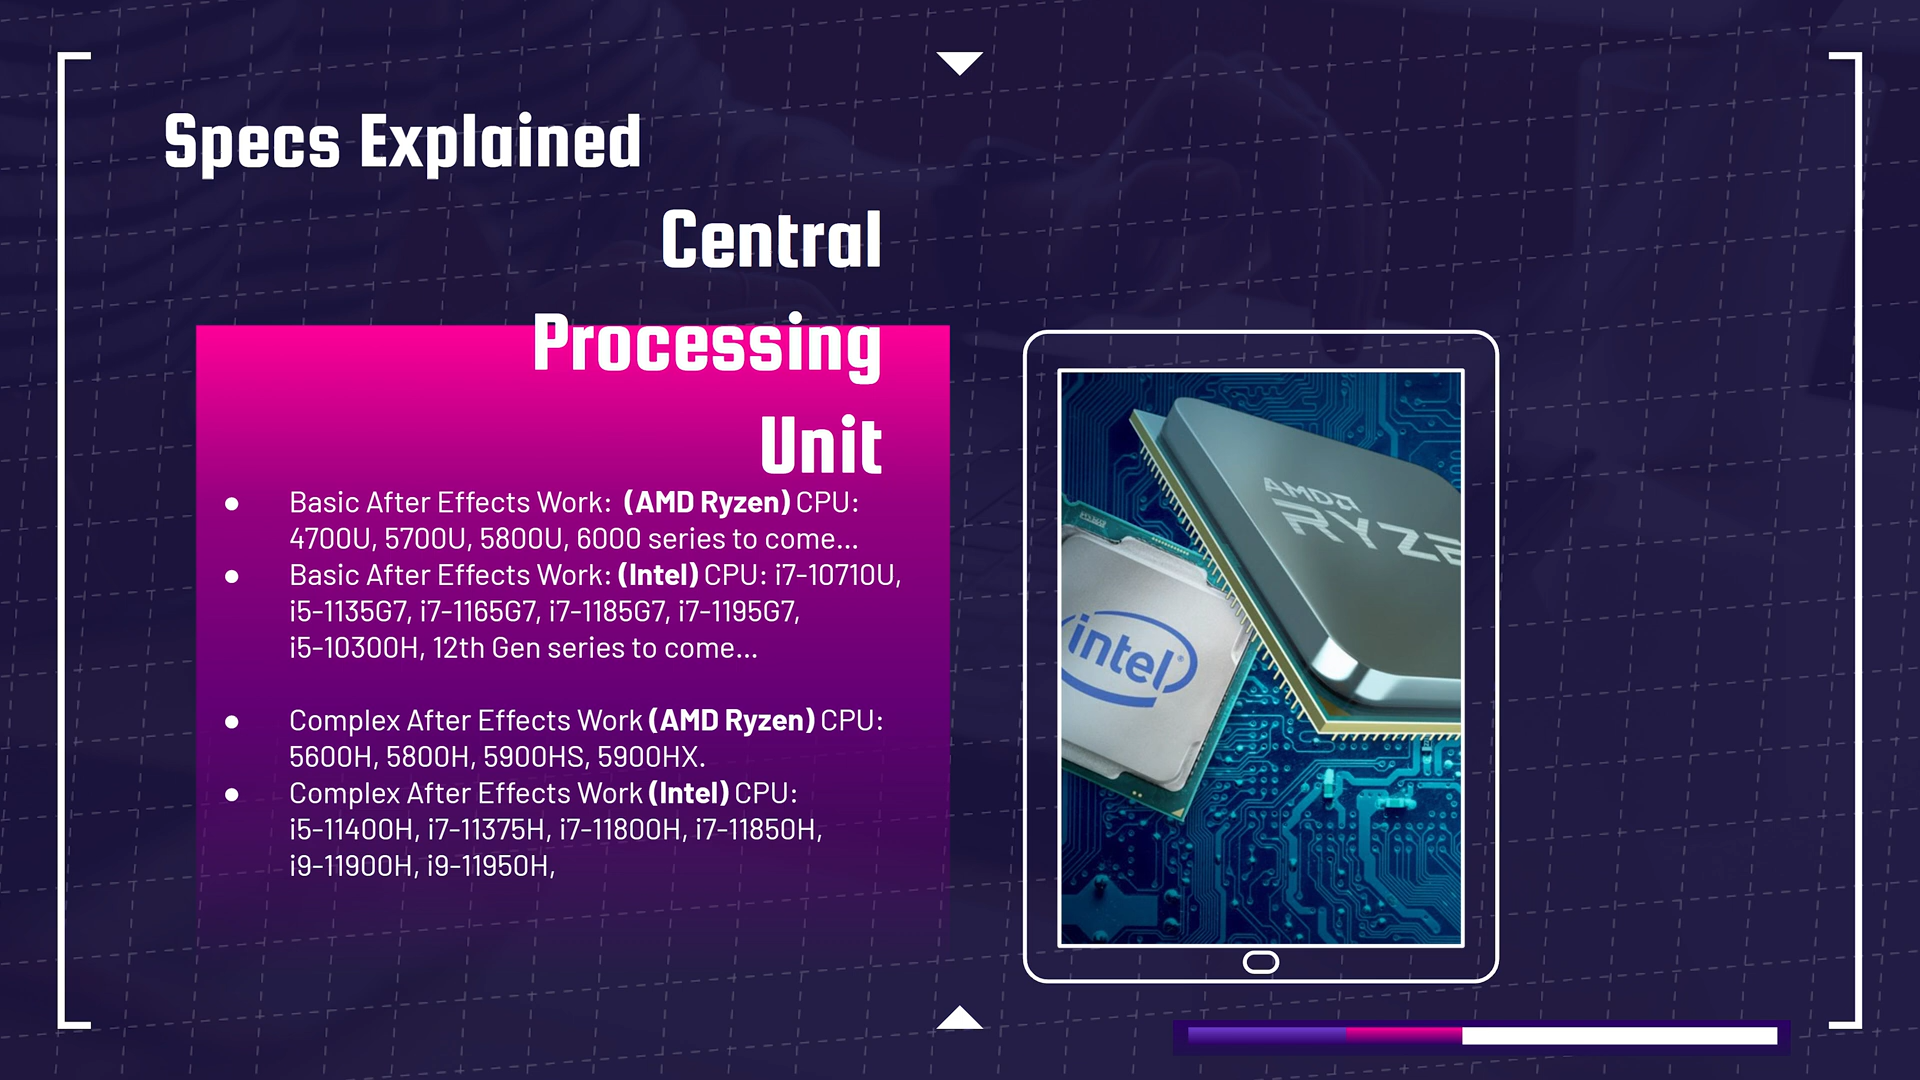 Specs Explained
Central
Processing
Unit
● Basic After Effects Work: (AMD Ryzen) CPU:
4700U, 5700U, 5800U, 6000 series to come...
● Basic After Effects Work: (Intel) CPU: i7-10710U,
i5-1135G7, i7-1165G7, i7-1185G7, i7-1195G7,
i5-10300H, 12th Gen series to come...
● Complex After Effects Work (AMD Ryzen) CPU:
5600H, 5800H, 5900HS, 5900HX.
● Complex After Effects Work (Intel) CPU:
i5-11400H, i7-11375H, i7-11800H, i7-11850H,
i9-11900H, i9-11950H,
AMD
RYZE
intel